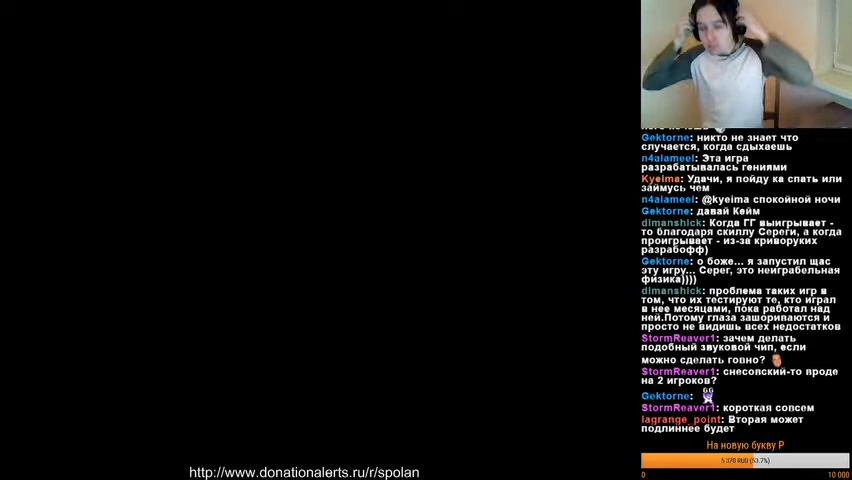 Gektorne: никто не знает что
случается, когда сдыхаешь
n4alameel: Эта игра
разрабатывалась гениями
Kyeima: Удачи, я пойду ка спать или
займусь чем
n4alameel: @kyeima спокойной ночи
Gektorne: давай Кейм
dimanshick: Когда ГГ выигрывает -
то благодаря скиллу Сереги, а когда
проигрывает - из-за криворуких
разрабофф)
Gektorne: о боже... я запустил щас
эту игру... Серег, это неиграбельная
физика))))
dimanshick: проблема таких игр в
том, что их тестируют те, кто играл
в нее месяцами, пока работал над
ней.Потому глаза зашориваются и
просто не видишь всех недостатков
StormReaver1: зачем делать
подобный звуковой чип, если
можно сделать говно?
StormReaver1: снесовский-то вроде
на 2 игроков?
Gektorne:
StormReaver1: короткая совсем
lagrange_point: Вторая может
подлиннее будет
На новую букву Р
5370 RUB (53.7%)
0 10 000
http://www.donationalerts.ru/r/spolan